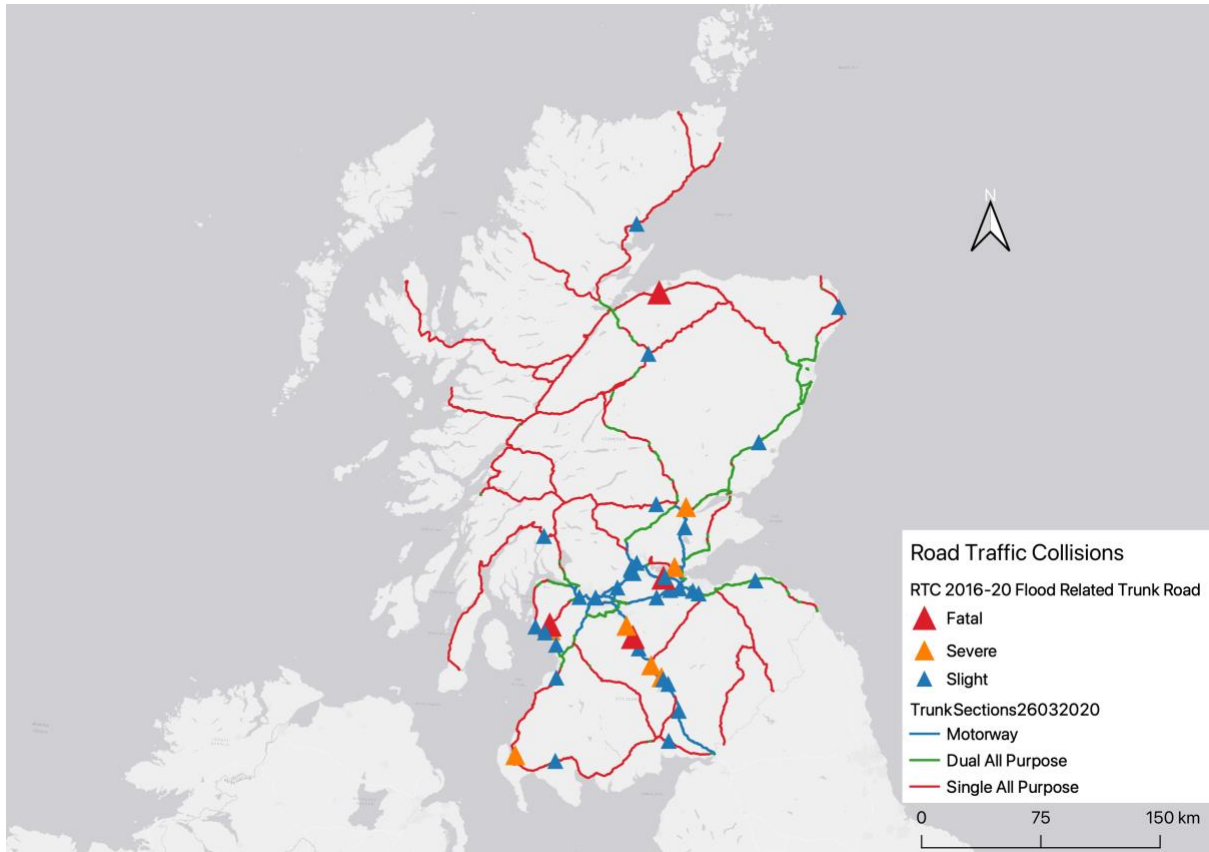 N
Road Traffic Collisions
RTC 2016-20 Flood Related Trunk Road
Fatal
Severe
Slight
TrunkSections26032020
Motorway
Dual All Purpose
Single All Purpose
0 75 150 km